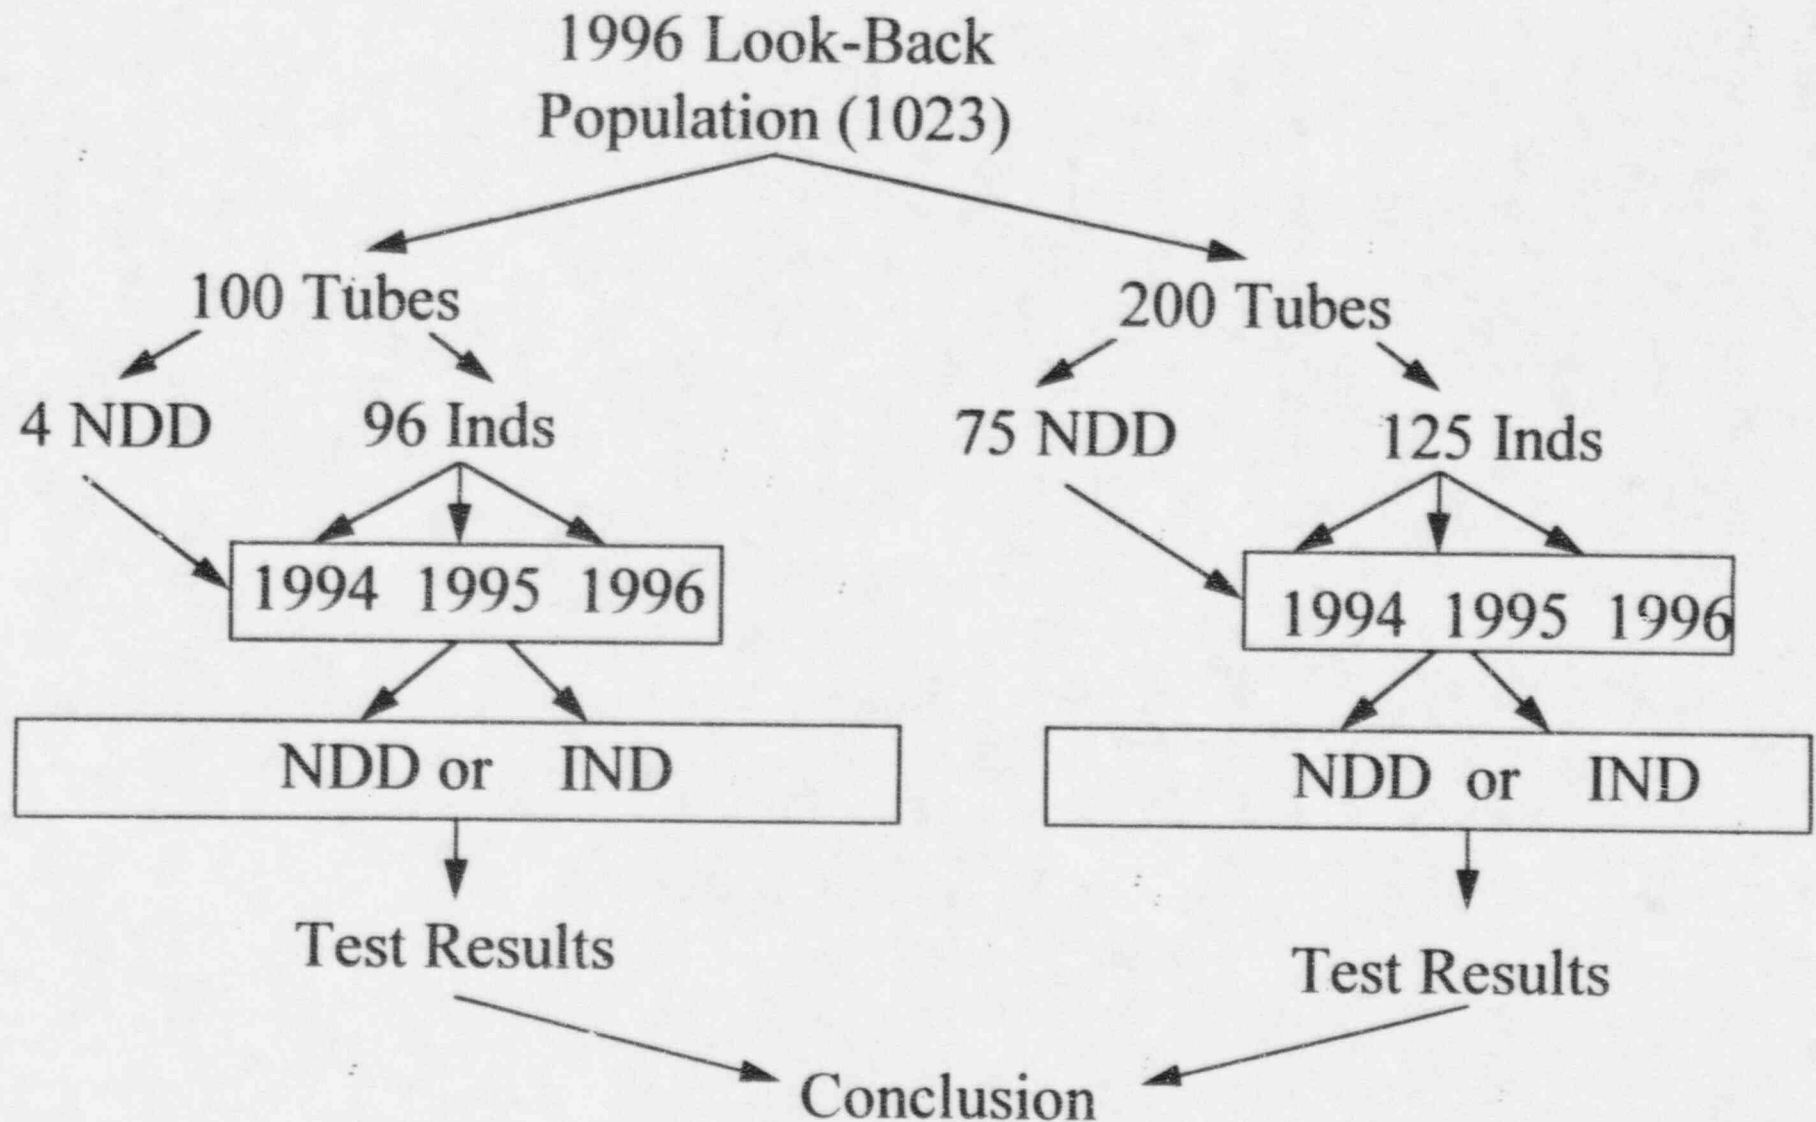 1996 Look-Back
Population (1023)
100 Tubes
200 Tubes
4 NDD
96 Inds
75 NDD
125 Inds
1994 1995 1996
1994 1995 1996
NDD or IND
NDD or IND
Test Results
Test Results
Conclusion